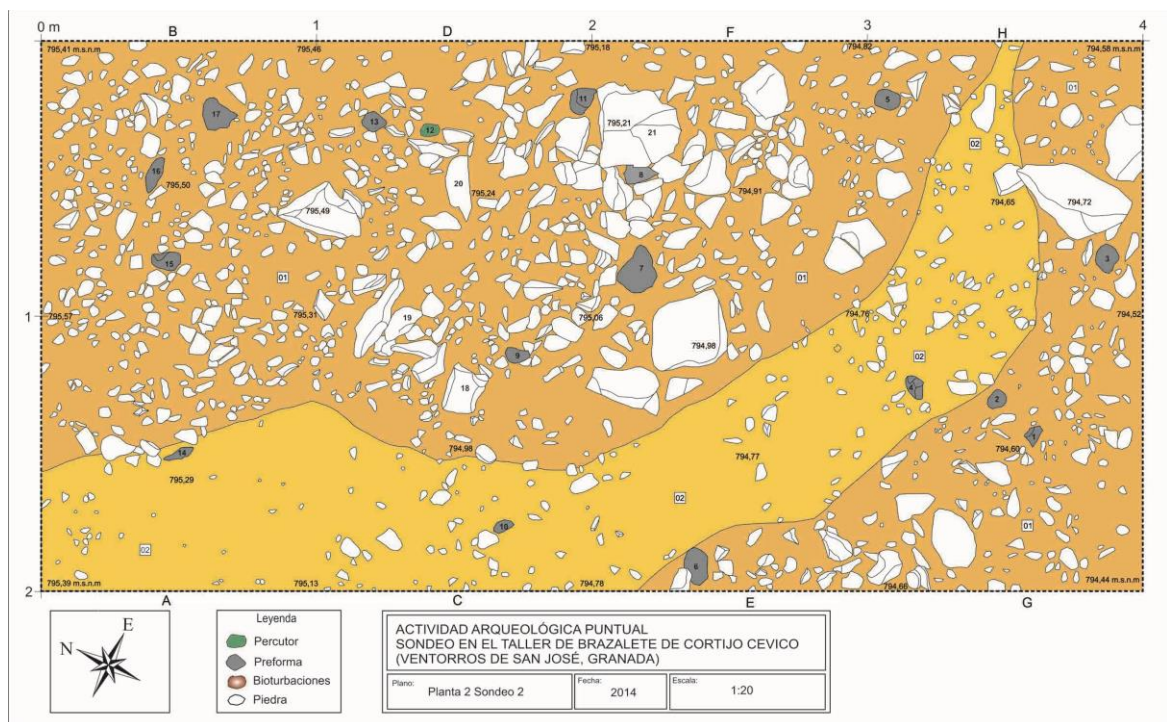 0 m 1 2 3 4
B D F H
795,41 m.s.n.m 795,46 795,18 794,82 794,58 m.s.n.m
01
5
11
17
13
12
795,21
21
02
16
795,50
8
20
795,24
794,91
794,65
795,49
794,72
7
3
15
01
01
1
795,57
795,31
19
795,06
794,76
794,52
794,98
02
9
18
4
2
1
794,98
794,60
14
794,77
795,29
02
10
01
02
6
795,39 m.s.n.m 795,13 794,78 794,66 794,44 m.s.n.m
2
A C E G
N E
Leyenda
Percutor
Preforma
Bioturbaciones
Piedra
ACTIVIDAD ARQUEOLÓGICA PUNTUAL
SONDEO EN EL TALLER DE BRAZALETE DE CORTIJO CEVICO
(VENTORROS DE SAN JOSÉ, GRANADA)
Plano: Planta 2 Sondeo 2
Fecha: 2014
Escala: 1:20